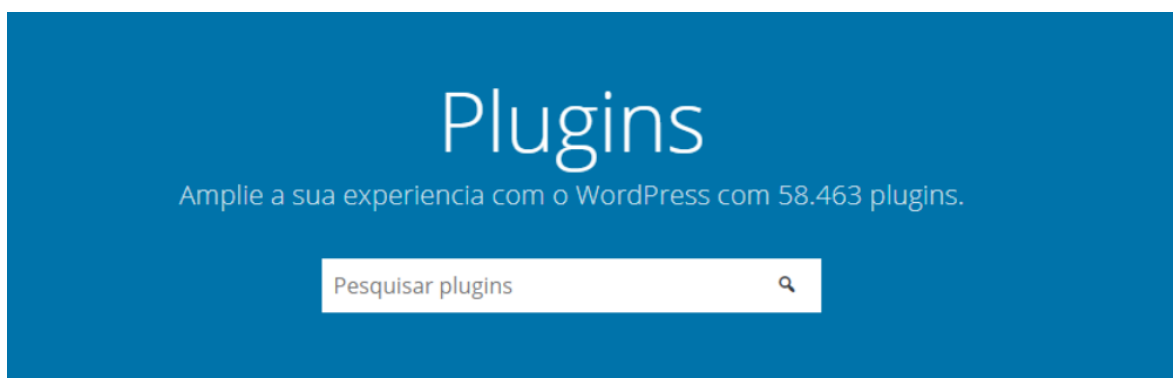 Plugins
Amplie a sua experiencia com o WordPress com 58.463 plugins.
Pesquisar plugins